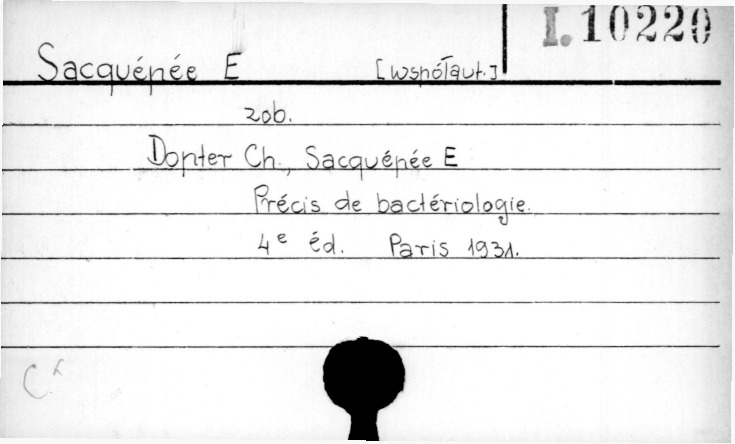 I. 10220
Sacquépée E [współaut.]
zob.
Dopter Ch., Sacquépée E
Précis de bactériologie.
4e éd. Paris 1931.